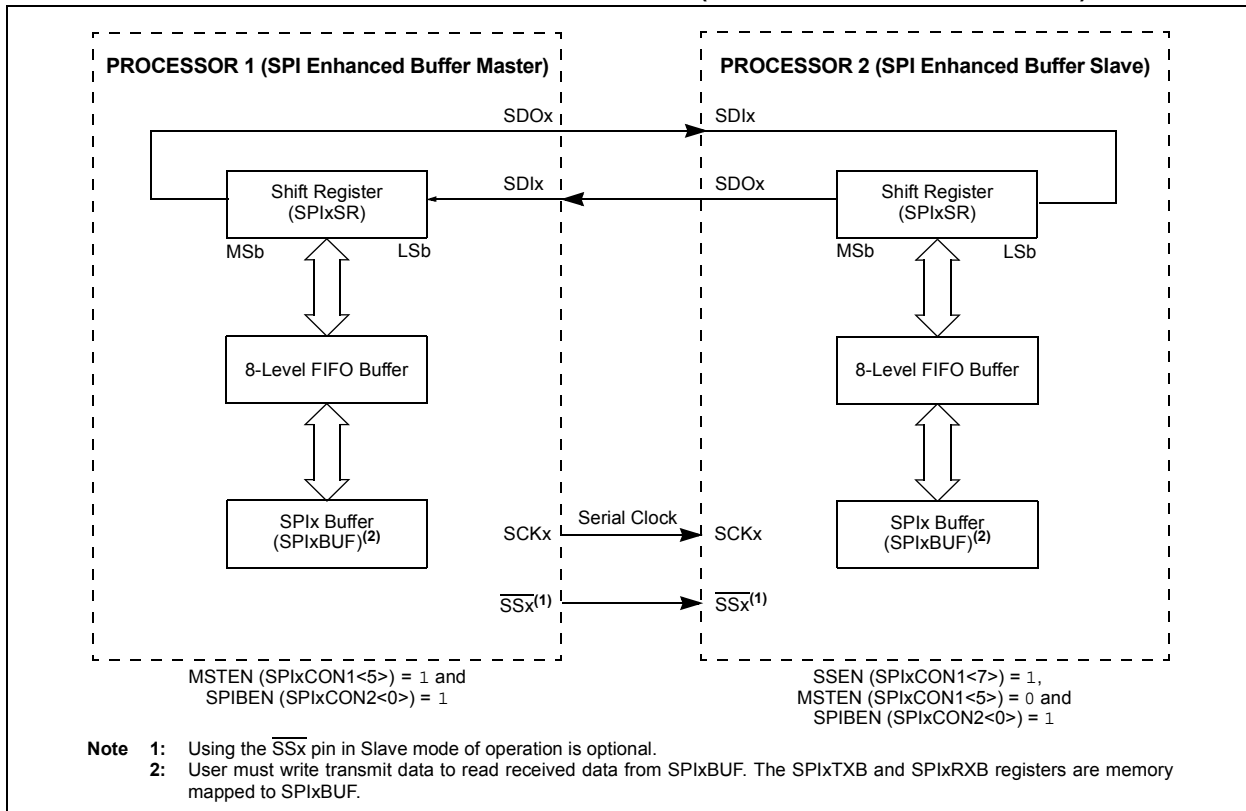 PROCESSOR 1 (SPI Enhanced Buffer Master)
PROCESSOR 2 (SPI Enhanced Buffer Slave)
SDOx
SDIx
Shift Register
(SPIxSR)
SDIx
SDOx
Shift Register
(SPIxSR)
MSb
LSb
MSb
LSb
8-Level FIFO Buffer
8-Level FIFO Buffer
SPIx Buffer
(SPIxBUF)(2)
SCKx
Serial Clock
SCKx
SPIx Buffer
(SPIxBUF)(2)
SSx(1)
SSx(1)
MSTEN (SPIxCON1<5>) = 1 and
SPIBEN (SPIxCON2<0>) = 1
SSEN (SPIxCON1<7>) = 1,
MSTEN (SPIxCON1<5>) = 0 and
SPIBEN (SPIxCON2<0>) = 1
Note 1: Using the SSx pin in Slave mode of operation is optional.
2: User must write transmit data to read received data from SPIxBUF. The SPIxTXB and SPIxRXB registers are memory
mapped to SPIxBUF.